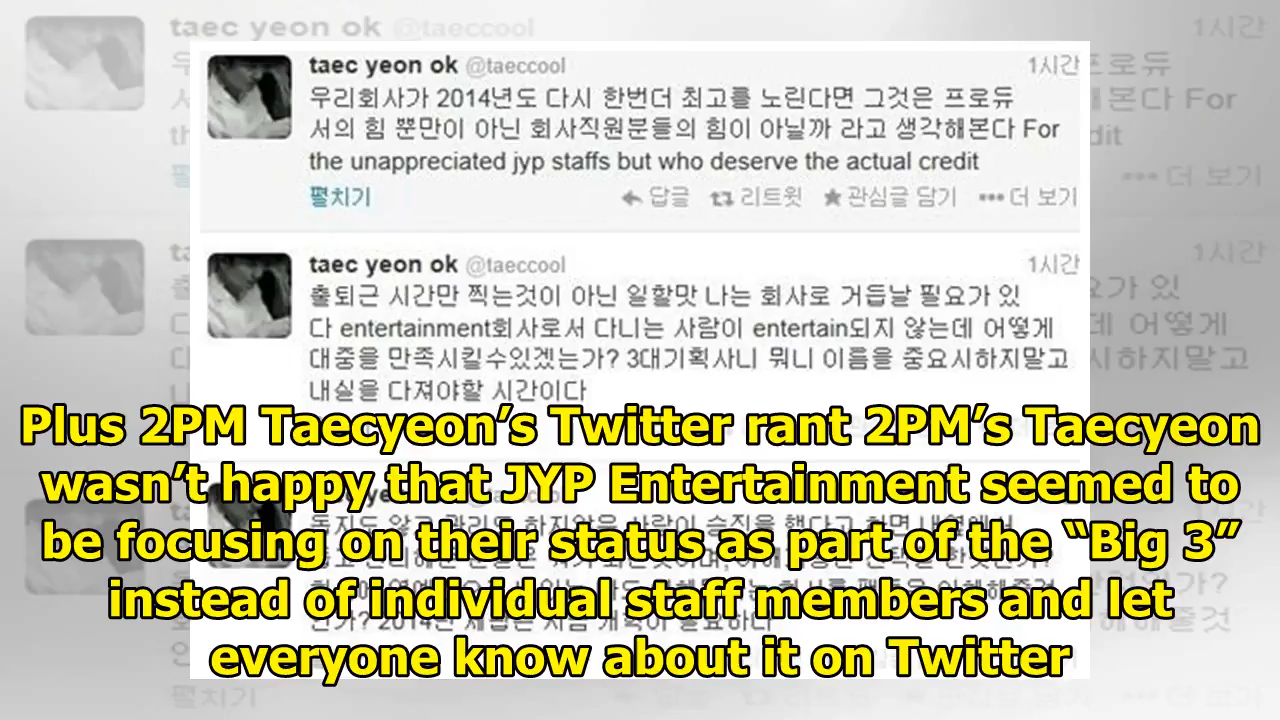 taec yeon ok @taeccool
1시간
우리회사가 2014년도 다시 한번더 최고를 노린다면 그것은 프로듀
서의 힘 뿐만이 아닌 회사직원분들의 힘이 아닐까 라고 생각해본다 For
the unappreciated jyp staffs but who deserve the actual credit
펼치기 답글 리트윗 관심글 담기 더 보기
taec yeon ok @taeccool
1시간
출퇴근 시간만 찍는것이 아닌 일할맛 나는 회사로 거듭날 필요가 있
다 entertainment회사로서 다니는 사람이 entertain되지 않는데 어떻게
대중을 만족시킬수있겠는가? 3대기획사니 뭐니 이름을 중요시하지말고
내실을 다져야할 시간이다
Plus 2PM Taecyeon’s Twitter rant 2PM’s Taecyeon
wasn’t happy that JYP Entertainment seemed to
be focusing on their status as part of the “Big 3”
instead of individual staff members and let
everyone know about it on Twitter